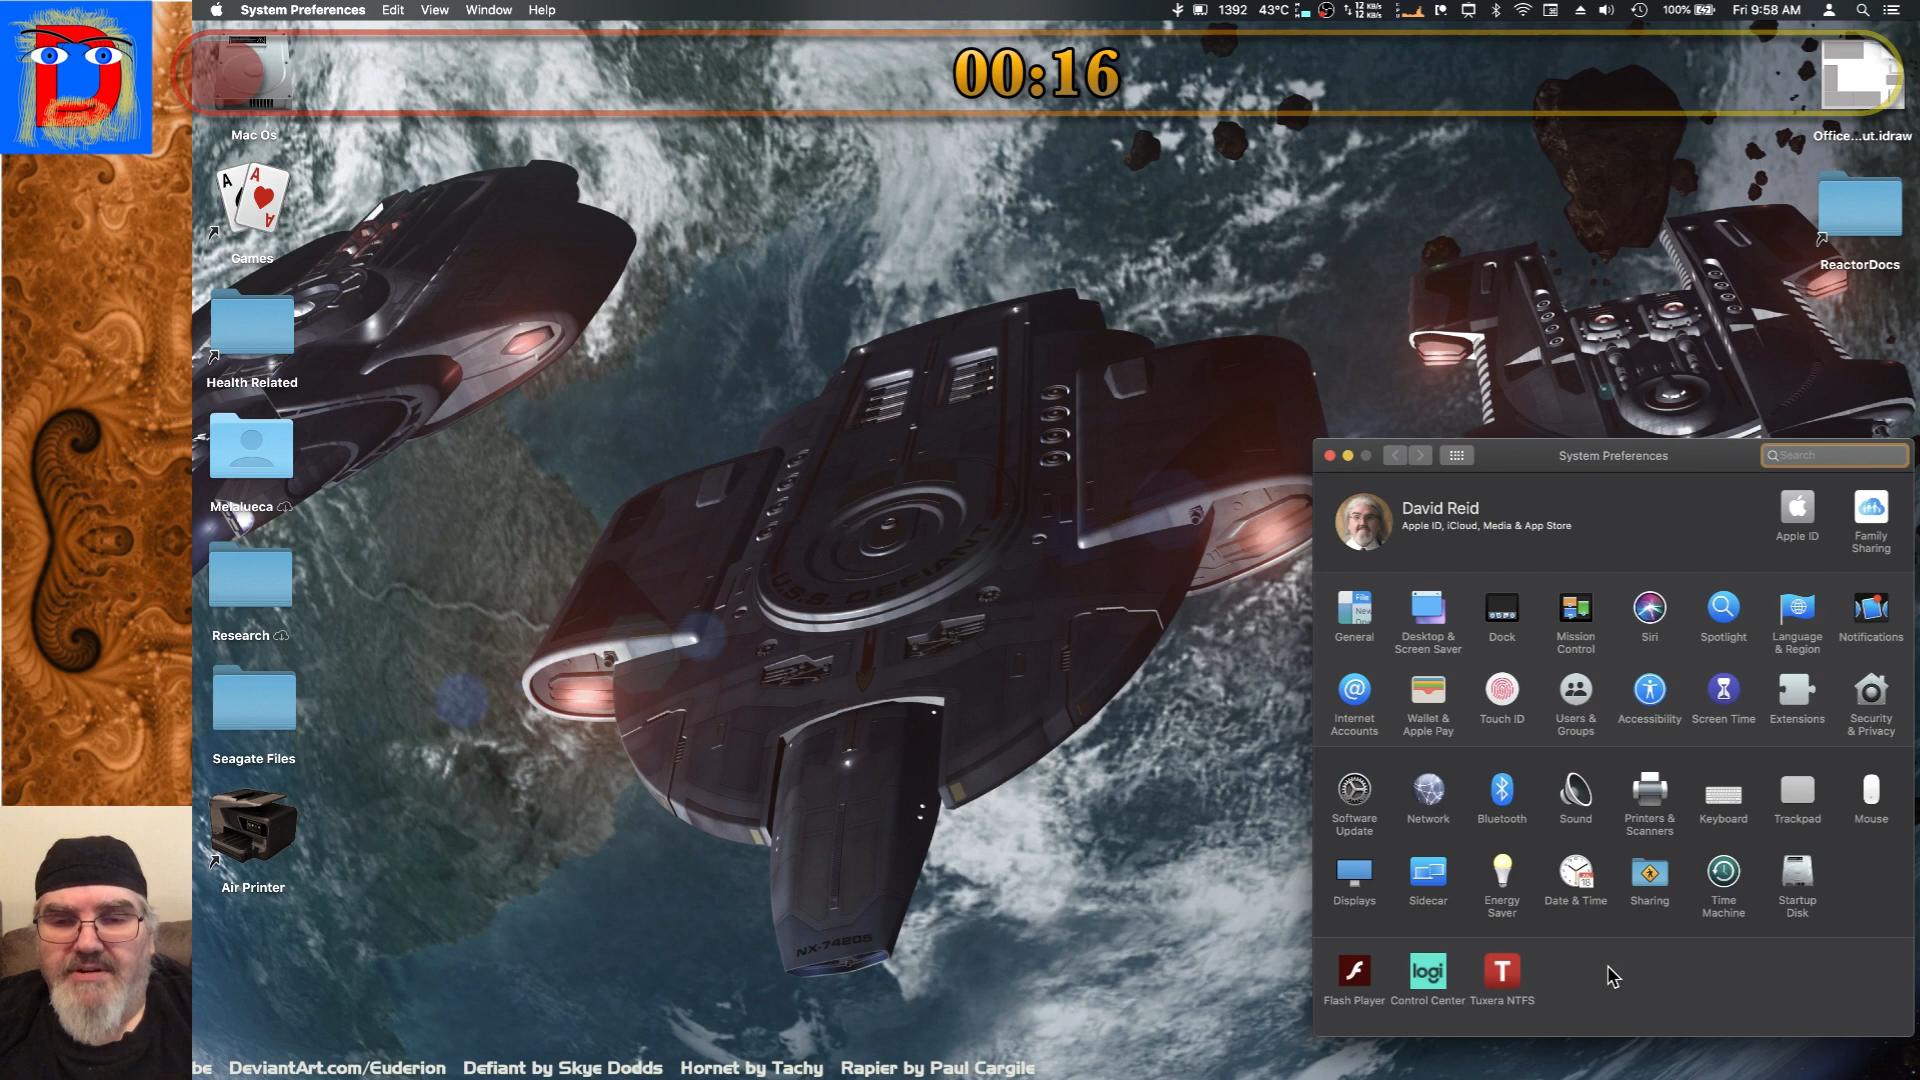 System Preferences Edit View Window Help
1392 43°C 12 KB/s 12 KB/s 100% Fri 9:58 AM
00:16
D
Mac Os
Office...ut.idraw
A A
Games
ReactorDocs
Health Related
Melalueca
Research
Seagate Files
Air Printer
U.S.S. DEFIANT
NX-74205
System Preferences
Search
David Reid
Apple ID, iCloud, Media & App Store
Apple ID
Family
Sharing
General
Desktop &
Screen Saver
Dock
Mission
Control
Siri
Spotlight
Language
& Region
Notifications
Internet
Accounts
Wallet &
Apple Pay
Touch ID
Users &
Groups
Accessibility
Screen Time
Extensions
Security
& Privacy
Software
Update
Network
Bluetooth
Sound
Printers &
Scanners
Keyboard
Trackpad
Mouse
Displays
Sidecar
Energy
Saver
Date & Time
Sharing
Time
Machine
Startup
Disk
logi
T
Flash Player
Control Center
Tuxera NTFS
be DeviantArt.com/Euderion Defiant by Skye Dodds Hornet by Tachy Rapier by Paul Cargile